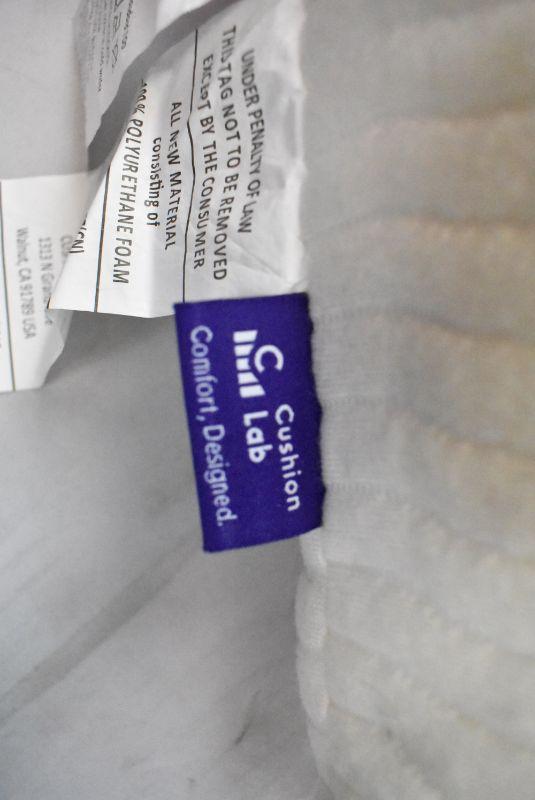 UNDER PENALTY OF LAW
THIS TAG NOT TO BE REMOVED
EXCEPT BY THE CONSUMER
ALL NEW MATERIAL
consisting of
POLYURETHANE FOAM
1313 N
Walnut, CA 91789 USA
C
Cushion
Lab
Comfort, Designed.